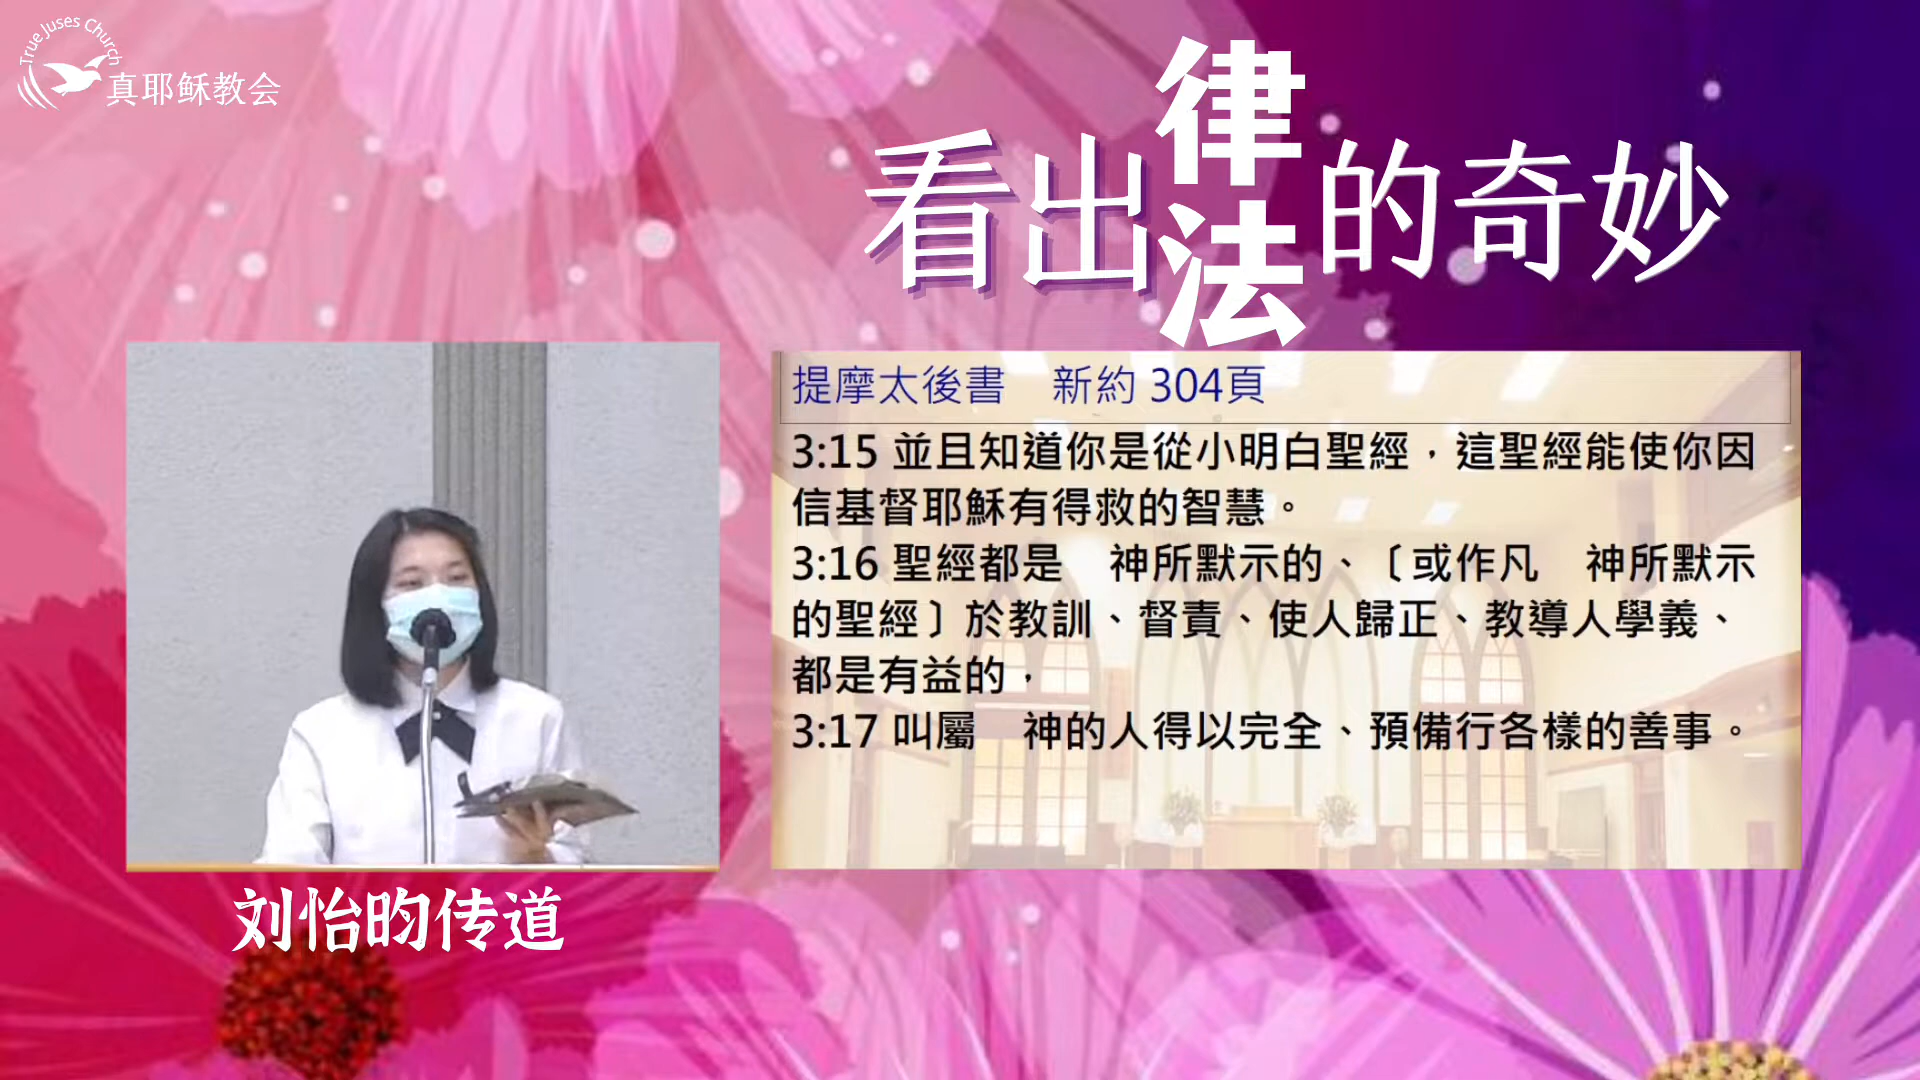 True Juses Church
真耶稣教会
看出律法的奇妙
提摩太後書　新約 304頁
3:15 並且知道你是從小明白聖經，這聖經能使你因
信基督耶穌有得救的智慧。
3:16 聖經都是　神所默示的、〔或作凡　神所默示
的聖經〕於教訓、督責、使人歸正、教導人學義、
都是有益的，
3:17 叫屬　神的人得以完全、預備行各樣的善事。
刘怡昀传道